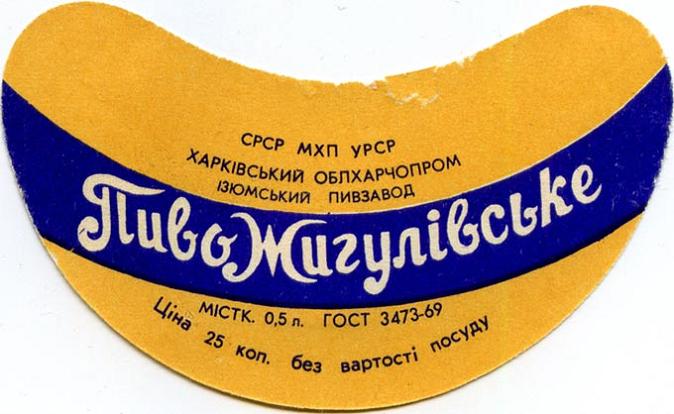 СРСР МХП УРСР
ХАРКІВСЬКИЙ ОБЛХАРЧОПРОМ
ІЗЮМСЬКИЙ ПИВЗАВОД
Пиво Жигулівське
МІСТК. 0,5 л. ГОСТ 3473-69
Ціна 25 коп. без вартості посуду